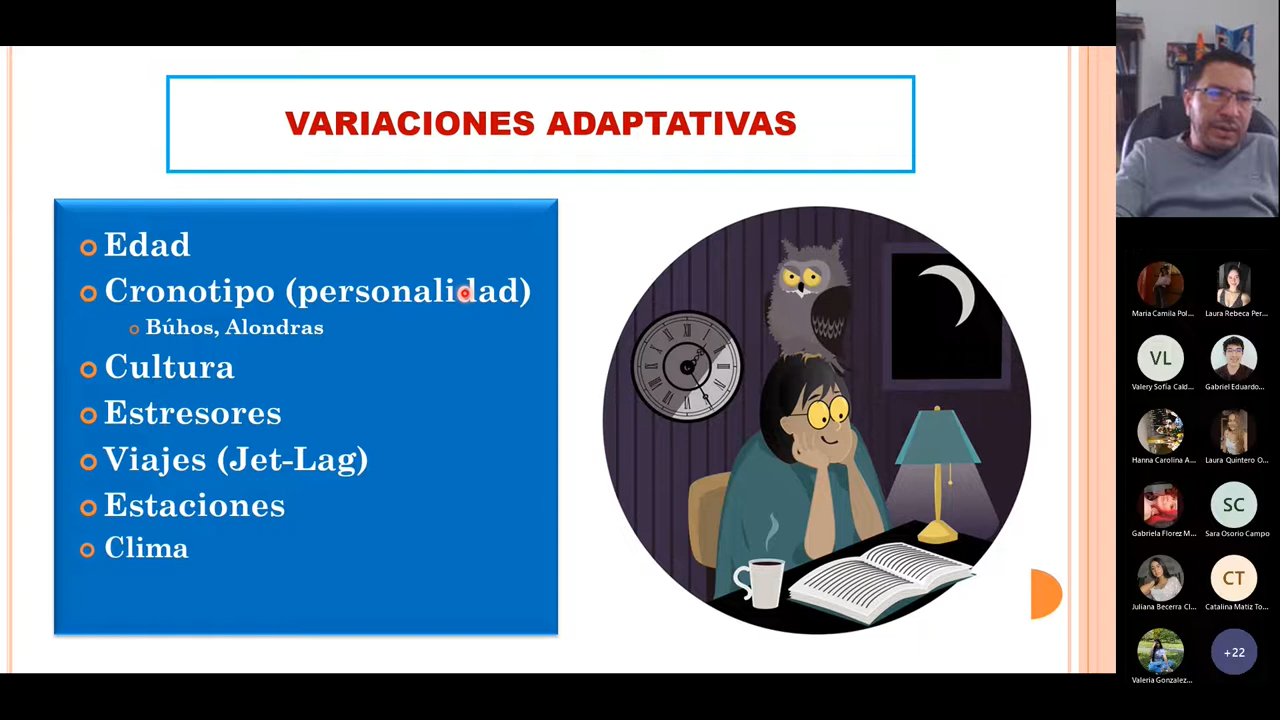 VARIACIONES ADAPTATIVAS
Edad
Cronotipo (personalidad)
Búhos, Alondras
Cultura
Estresores
Viajes (Jet-Lag)
Estaciones
Clima
Maria Camila Pol...
Laura Rebeca Per...
VL
Valery Sofía Cald...
Gabriel Eduardo...
Hanna Carolina A...
Laura Quintero O...
Gabriela Florez M...
SC
Sara Osorio Campo
Juliana Becerra Cl...
CT
Catalina Matiz To...
Valeria Gonzalez...
+22